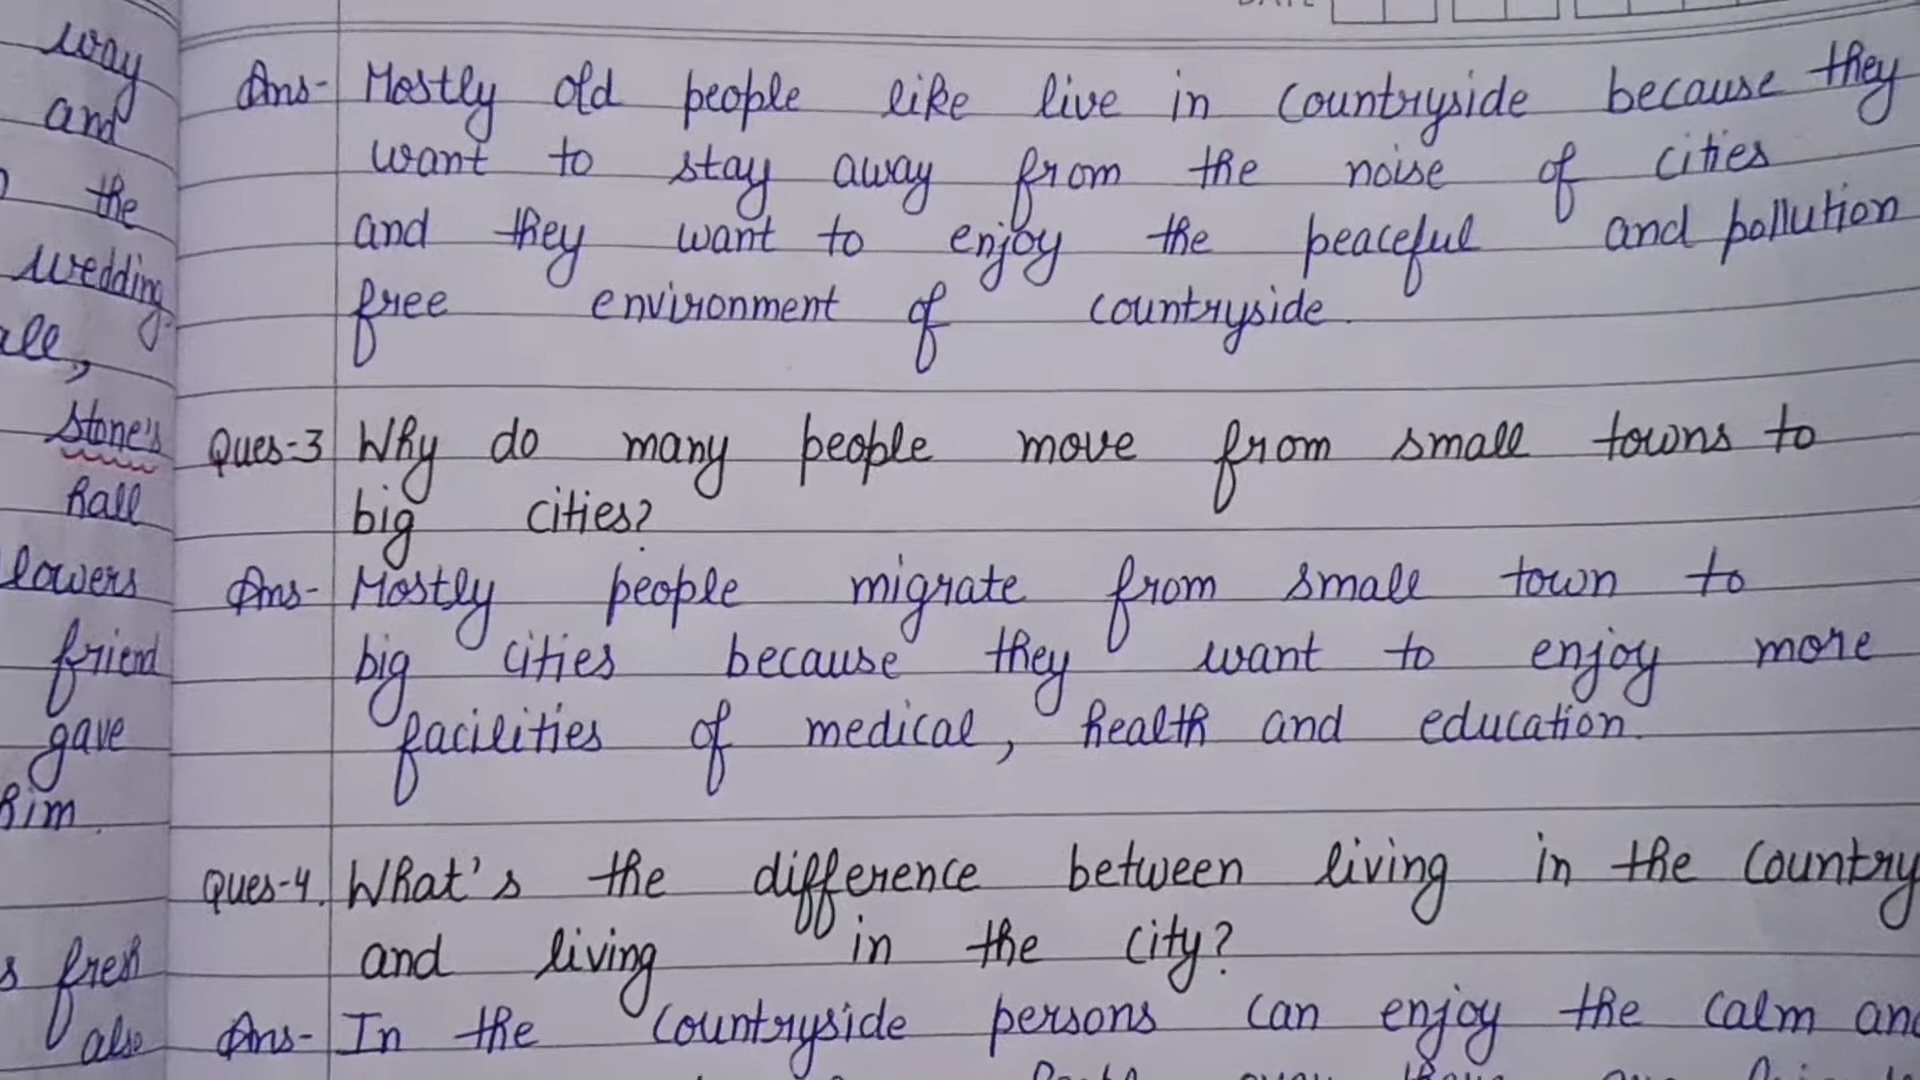 way
and
the
wedding.
all,
stone's
hall
lowers
friend
gave
him.
s fresh
also
DATE
Ans- Mostly old people like live in countryside because they
want to stay away from the noise of cities
and they want to enjoy the peaceful and pollution
free environment of countryside.
Ques-3 Why do many people move from small towns to
big cities?
Ans- Mostly people migrate from small town to
big cities because they want to enjoy more
facilities of medical, health and education.
Ques-4. What's the difference between living in the country
and living in the city?
Ans- In the countryside persons can enjoy the calm and